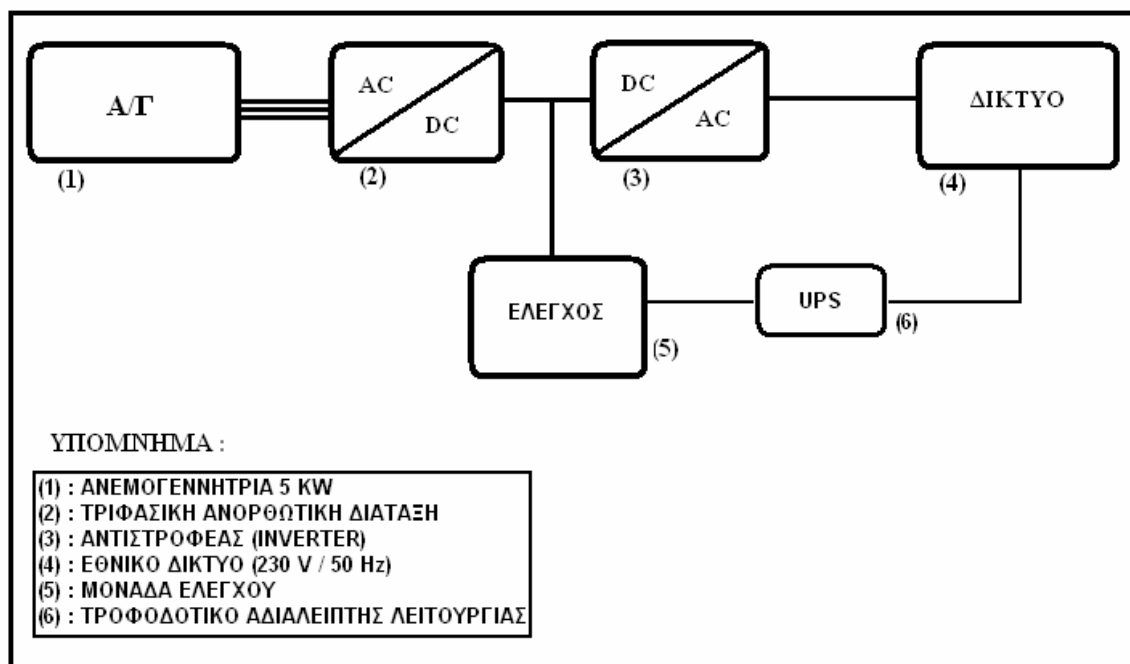 Α/Γ
AC
DC
DC
AC
ΔΙΚΤΥΟ
(1)
(2)
(3)
(4)
ΕΛΕΓΧΟΣ
UPS
(5)
(6)
ΥΠΟΜΝΗΜΑ :
(1) : ΑΝΕΜΟΓΕΝΝΗΤΡΙΑ 5 KW
(2) : ΤΡΙΦΑΣΙΚΗ ΑΝΟΡΘΩΤΙΚΗ ΔΙΑΤΑΞΗ
(3) : ΑΝΤΙΣΤΡΟΦΕΑΣ (INVERTER)
(4) : ΕΘΝΙΚΟ ΔΙΚΤΥΟ (230 V / 50 Hz)
(5) : ΜΟΝΑΔΑ ΕΛΕΓΧΟΥ
(6) : ΤΡΟΦΟΔΟΤΙΚΟ ΑΔΙΑΛΕΙΠΤΗΣ ΛΕΙΤΟΥΡΓΙΑΣ